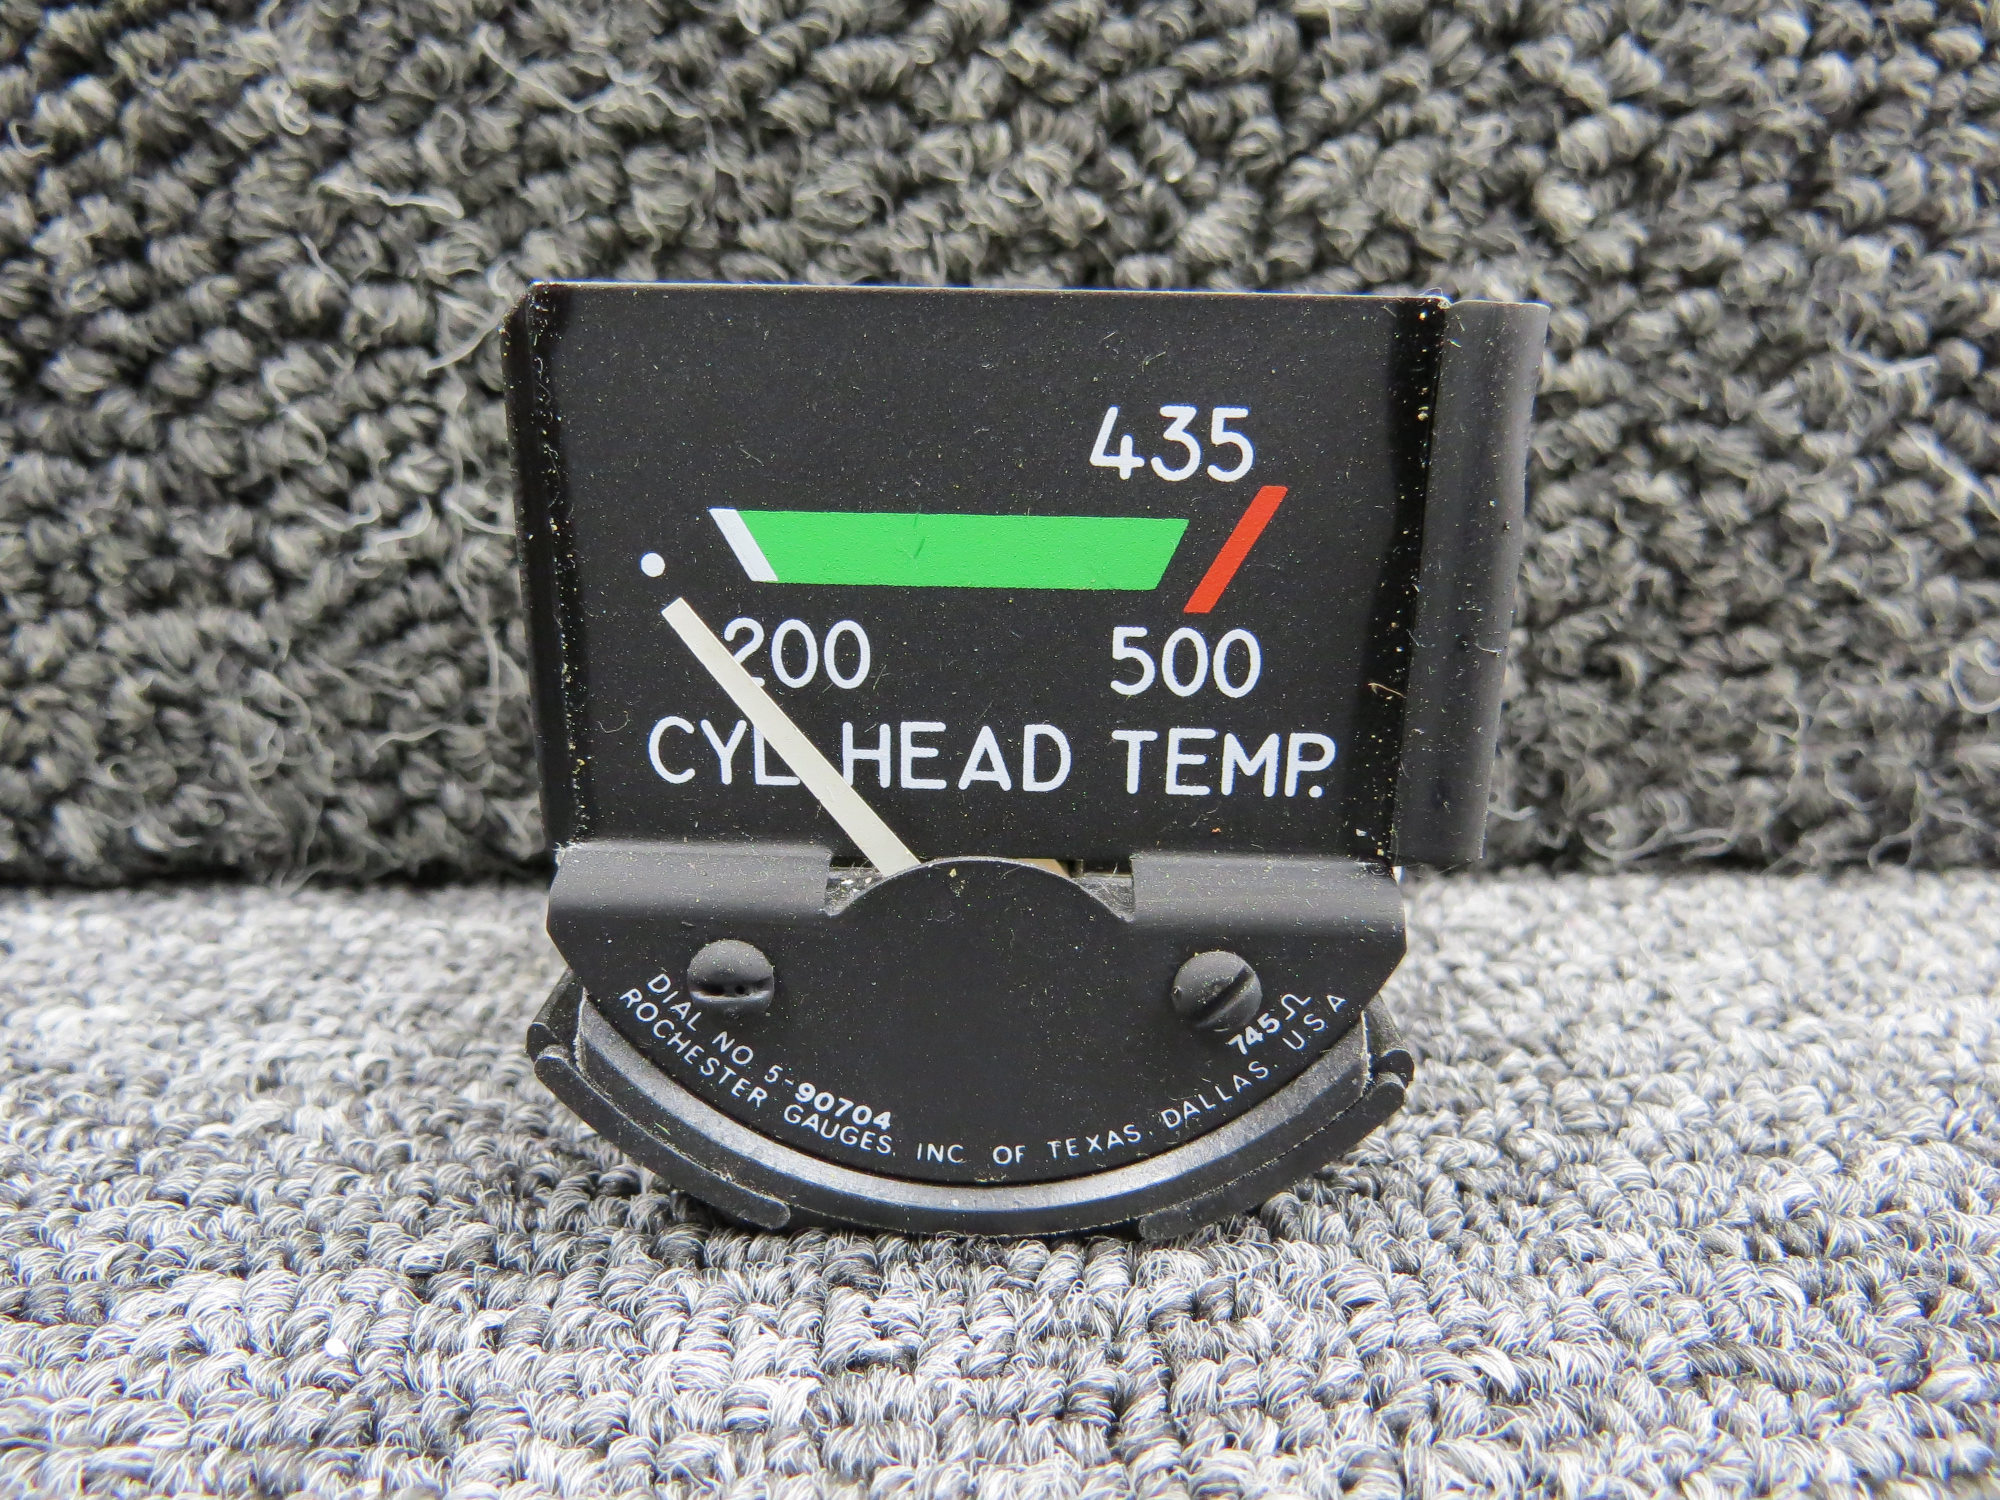 435
200 500
CYL HEAD TEMP.
DIAL NO 5-90704 745Ω
ROCHESTER GAUGES, INC OF TEXAS, DALLAS, U.S.A